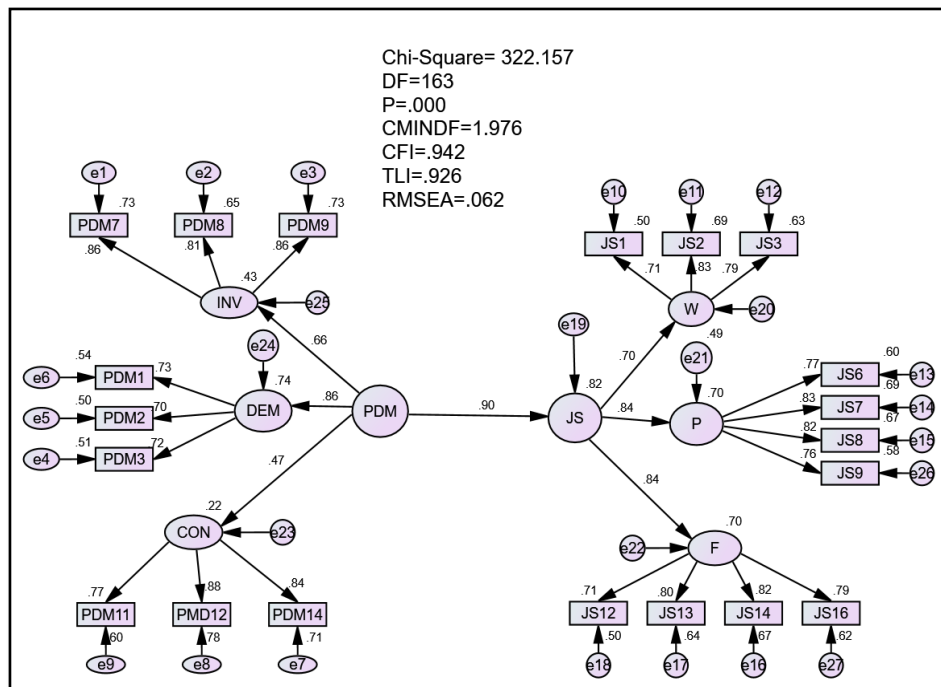 Chi-Square= 322.157
DF=163
P=.000
CMINDF=1.976
CFI=.942
TLI=.926
RMSEA=.062
e1
e2
e3
.73
.65
.73
PDM7
PDM8
PDM9
.86
.81
.86
.43
INV
e25
.66
e24
.54
e6
PDM1
.73
.74
.50
e5
PDM2
.70
DEM
.86
PDM
.51
e4
PDM3
.72
.47
.22
CON
e23
.77
.88
.84
PDM11
PMD12
PDM14
.60
.78
.71
e9
e8
e7
.90
e19
.82
JS
e10
e11
e12
.50
.69
.63
JS1
JS2
JS3
.71
.83
.79
W
e20
.49
.70
e21
.84
.70
P
.77
.60
JS6
e13
.83
.69
JS7
e14
.82
.67
JS8
e15
.76
.58
JS9
e26
.84
.70
e22
F
.71
.80
.82
.79
JS12
JS13
JS14
JS16
.50
.64
.67
.62
e18
e17
e16
e27